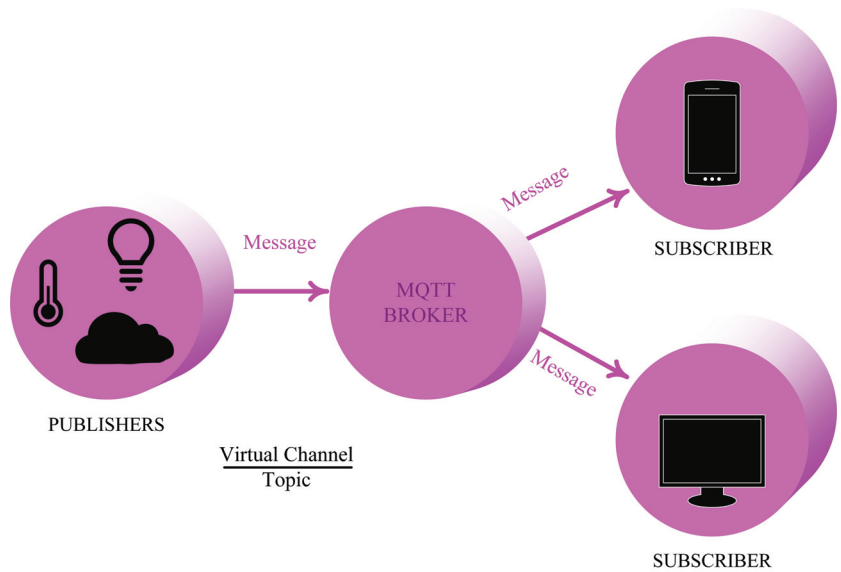 Message
SUBSCRIBER
Message
MQTT
BROKER
Message
PUBLISHERS
Virtual Channel
Topic
SUBSCRIBER